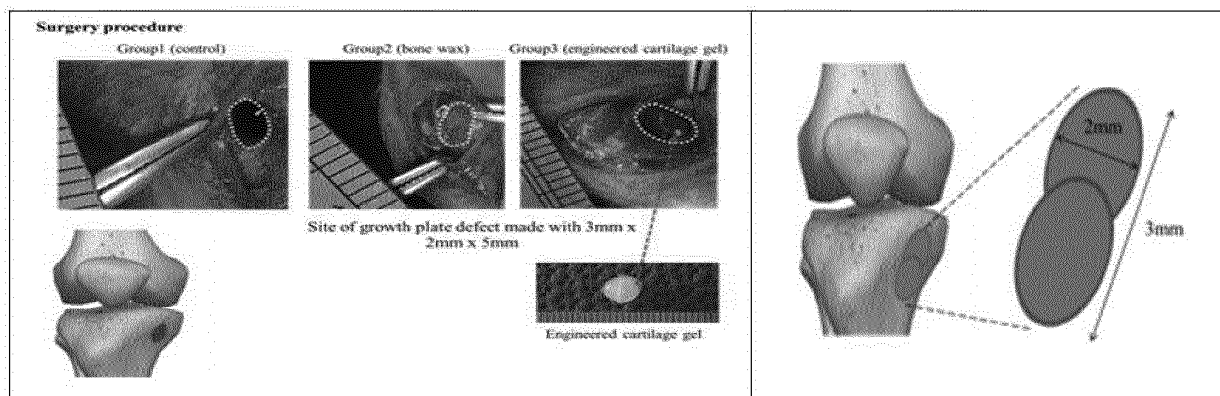 Surgery procedure
Group1 (control)
Group2 (bone wax)
Group3 (engineered cartilage gel)
Site of growth plate defect made with 3mm x
2mm x 5mm
Engineered cartilage gel
2mm
3mm